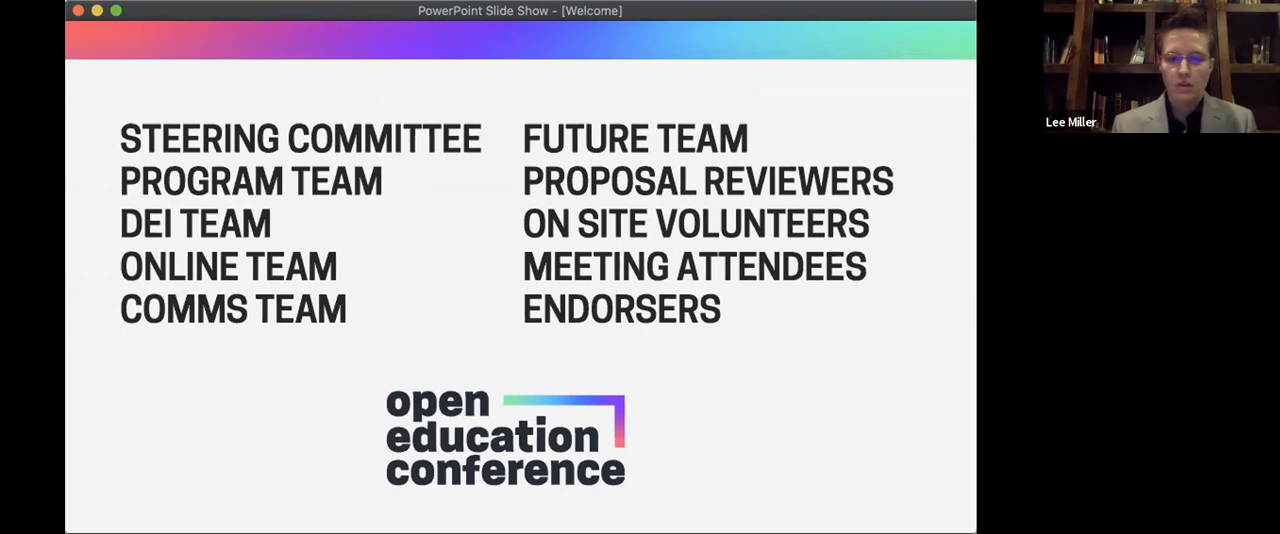 PowerPoint Slide Show - [Welcome]
STEERING COMMITTEE
PROGRAM TEAM
DEI TEAM
ONLINE TEAM
COMMS TEAM
FUTURE TEAM
PROPOSAL REVIEWERS
ON SITE VOLUNTEERS
MEETING ATTENDEES
ENDORSERS
open
education
conference
Lee Miller